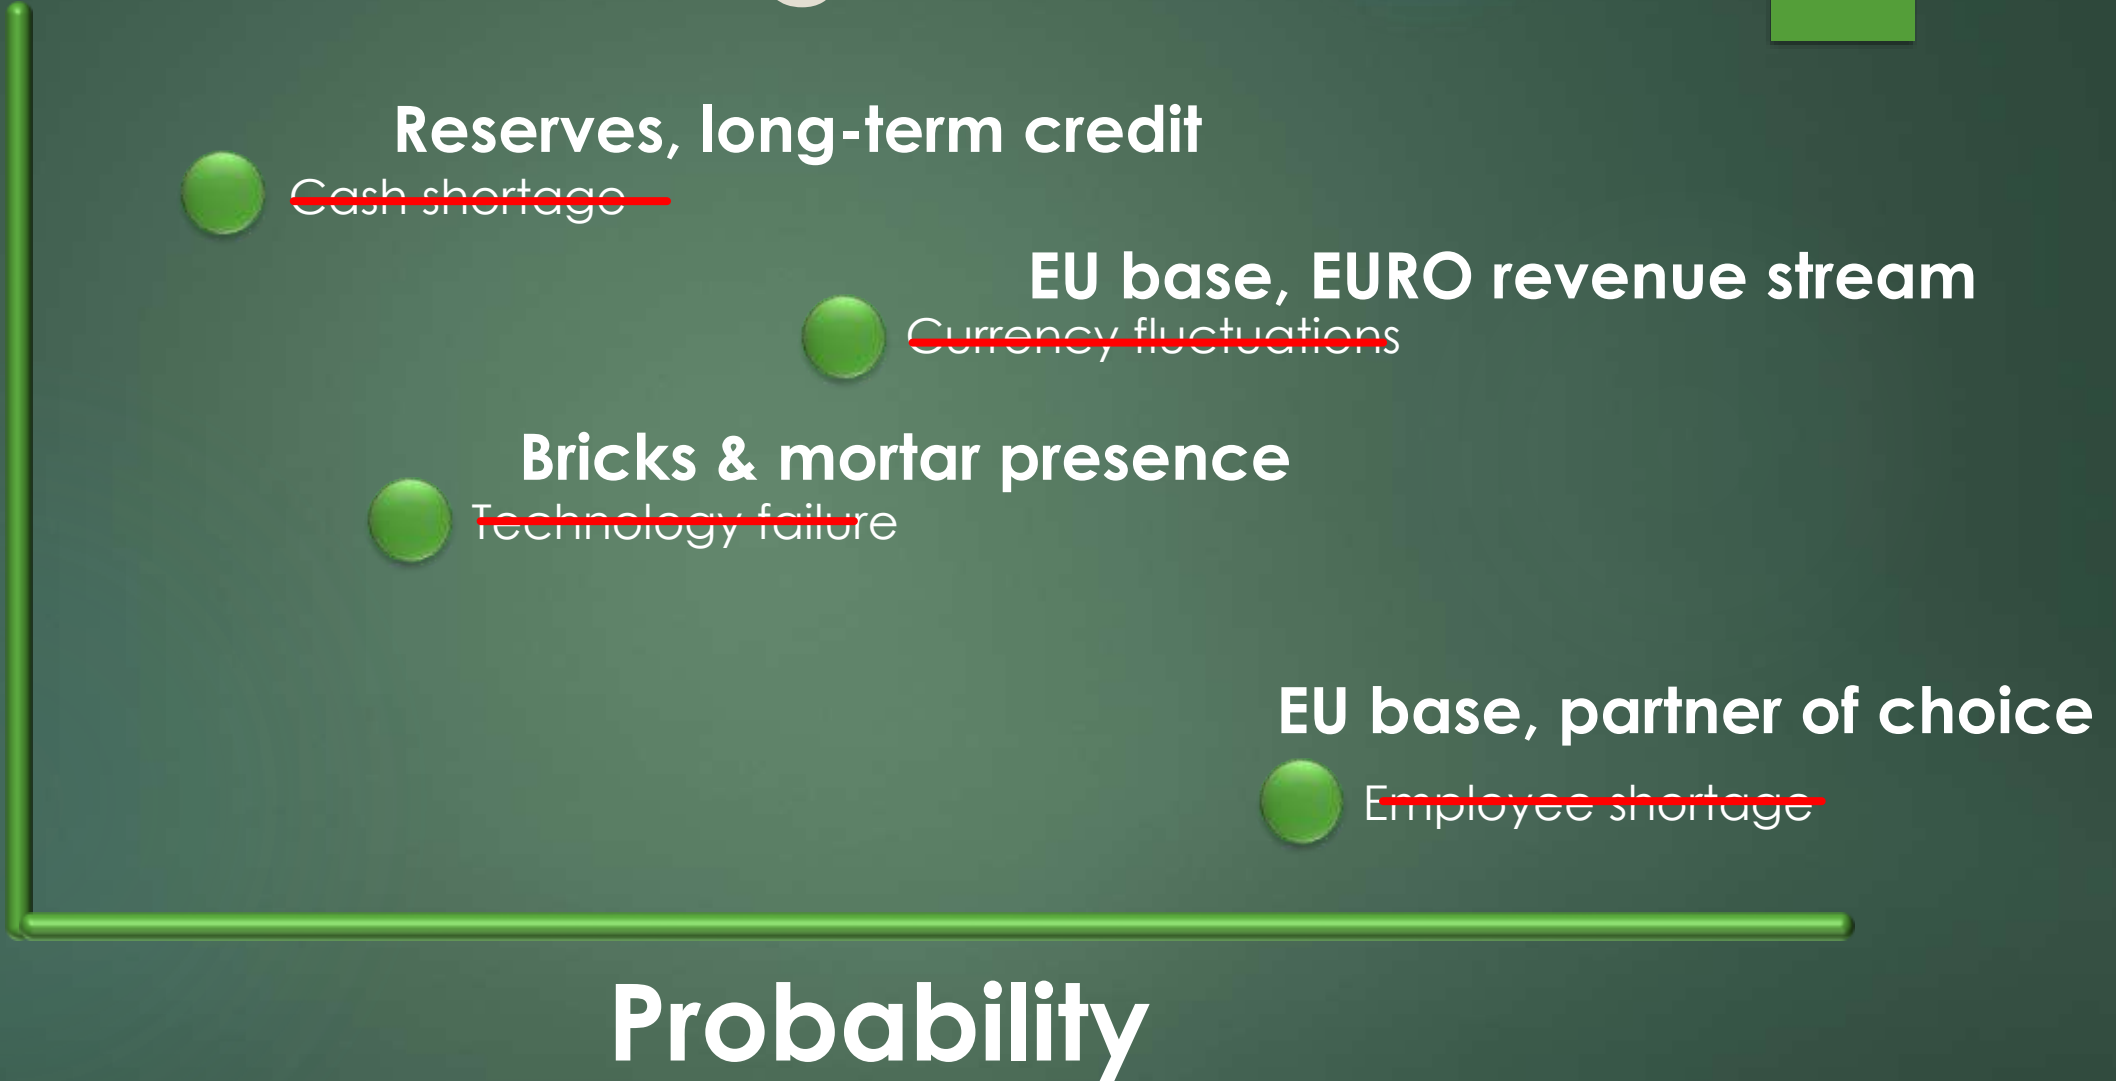 Reserves, long-term credit
Cash shortage
EU base, EURO revenue stream
Currency fluctuations
Bricks & mortar presence
Technology failure
EU base, partner of choice
Employee shortage
Probability